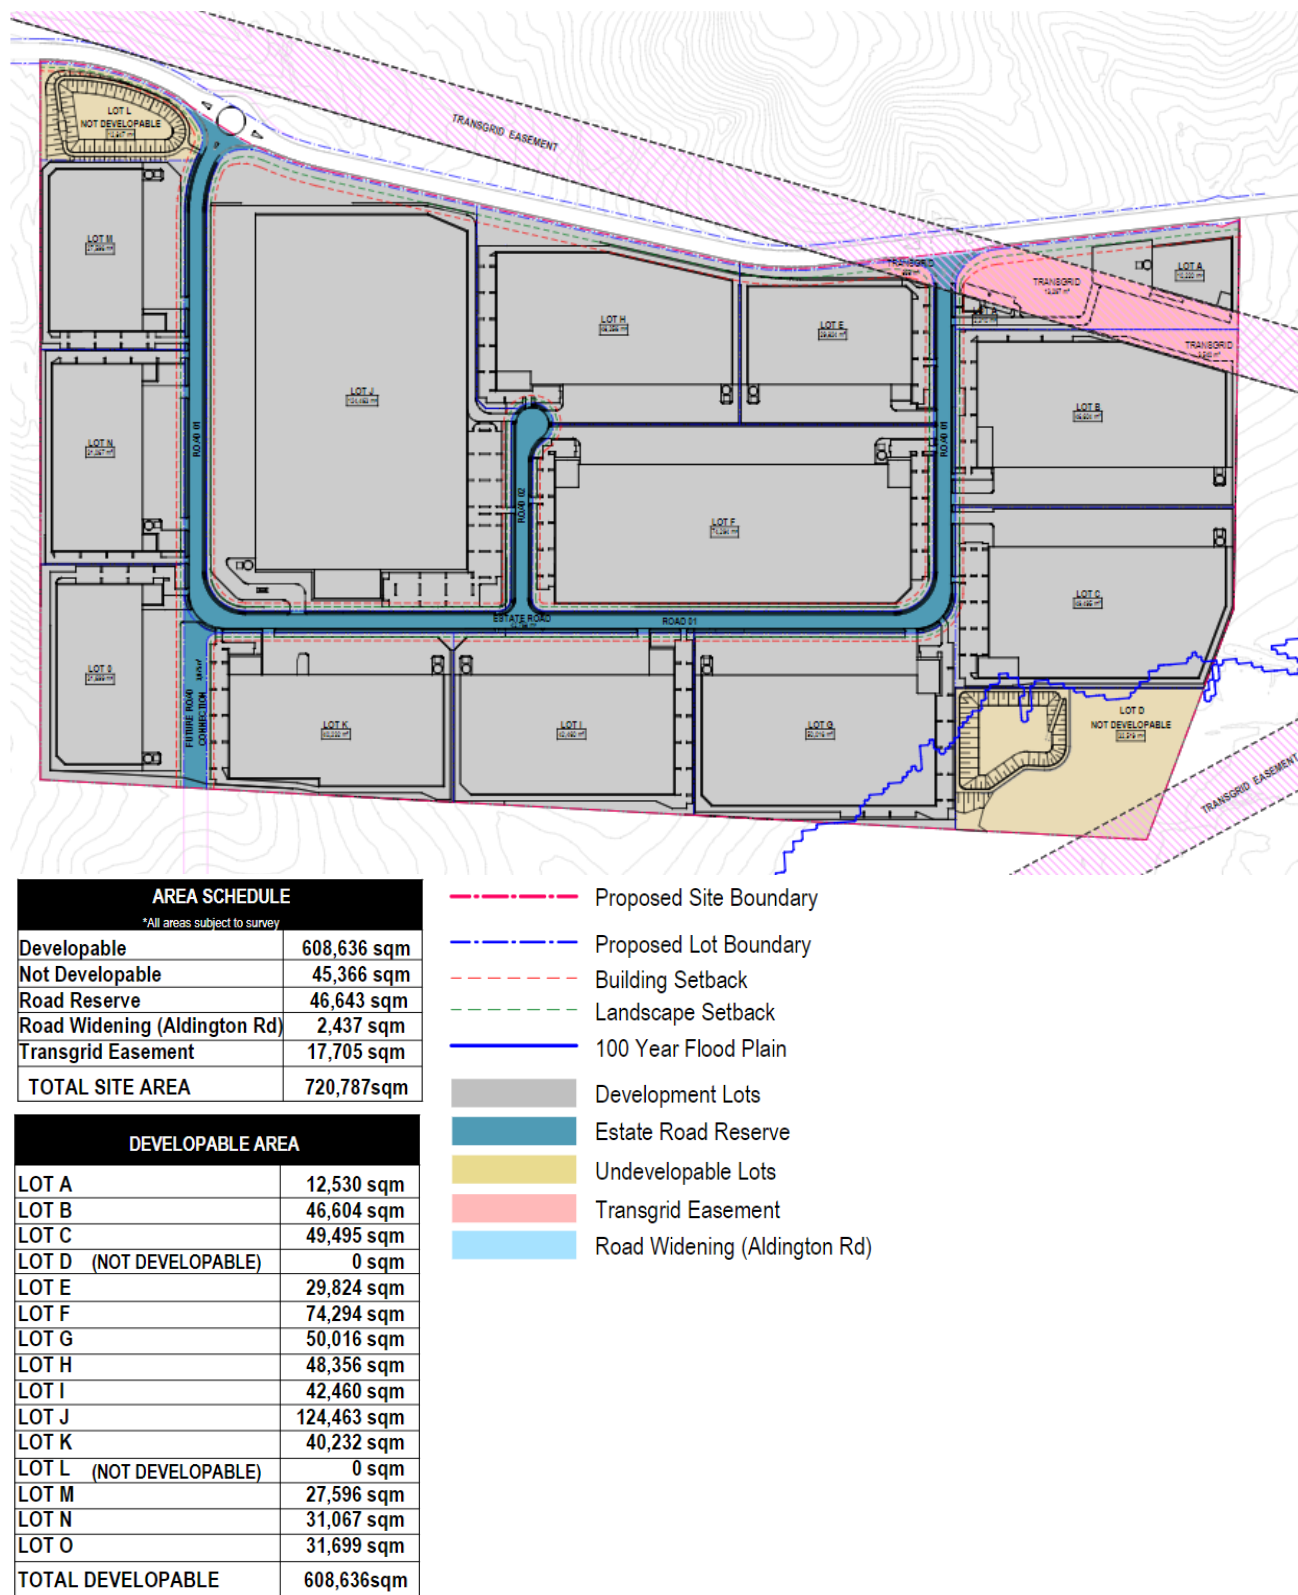 TRANSGRID EASEMENT
LOT L
NOT DEVELOPABLE
LOT M
LOT A
TRANSGRID
TRANSGRID
LOT H
LOT E
TRANSGRID
LOT J
LOT B
LOT N
ROAD 01
ROAD 01
ROAD 02
LOT F
LOT C
ESTATE ROAD
ROAD 01
LOT O
FUTURE ROAD
CONNECTION
LOT K
LOT I
LOT G
LOT D
NOT DEVELOPABLE
TRANSGRID EASEMENT
AREA SCHEDULE
*All areas subject to survey
Developable 608,636 sqm
Not Developable 45,366 sqm
Road Reserve 46,643 sqm
Road Widening (Aldington Rd) 2,437 sqm
Transgrid Easement 17,705 sqm
TOTAL SITE AREA 720,787sqm
Proposed Site Boundary
Proposed Lot Boundary
Building Setback
Landscape Setback
100 Year Flood Plain
Development Lots
Estate Road Reserve
Undevelopable Lots
Transgrid Easement
Road Widening (Aldington Rd)
DEVELOPABLE AREA
LOT A 12,530 sqm
LOT B 46,604 sqm
LOT C 49,495 sqm
LOT D (NOT DEVELOPABLE) 0 sqm
LOT E 29,824 sqm
LOT F 74,294 sqm
LOT G 50,016 sqm
LOT H 48,356 sqm
LOT I 42,460 sqm
LOT J 124,463 sqm
LOT K 40,232 sqm
LOT L (NOT DEVELOPABLE) 0 sqm
LOT M 27,596 sqm
LOT N 31,067 sqm
LOT O 31,699 sqm
TOTAL DEVELOPABLE 608,636sqm